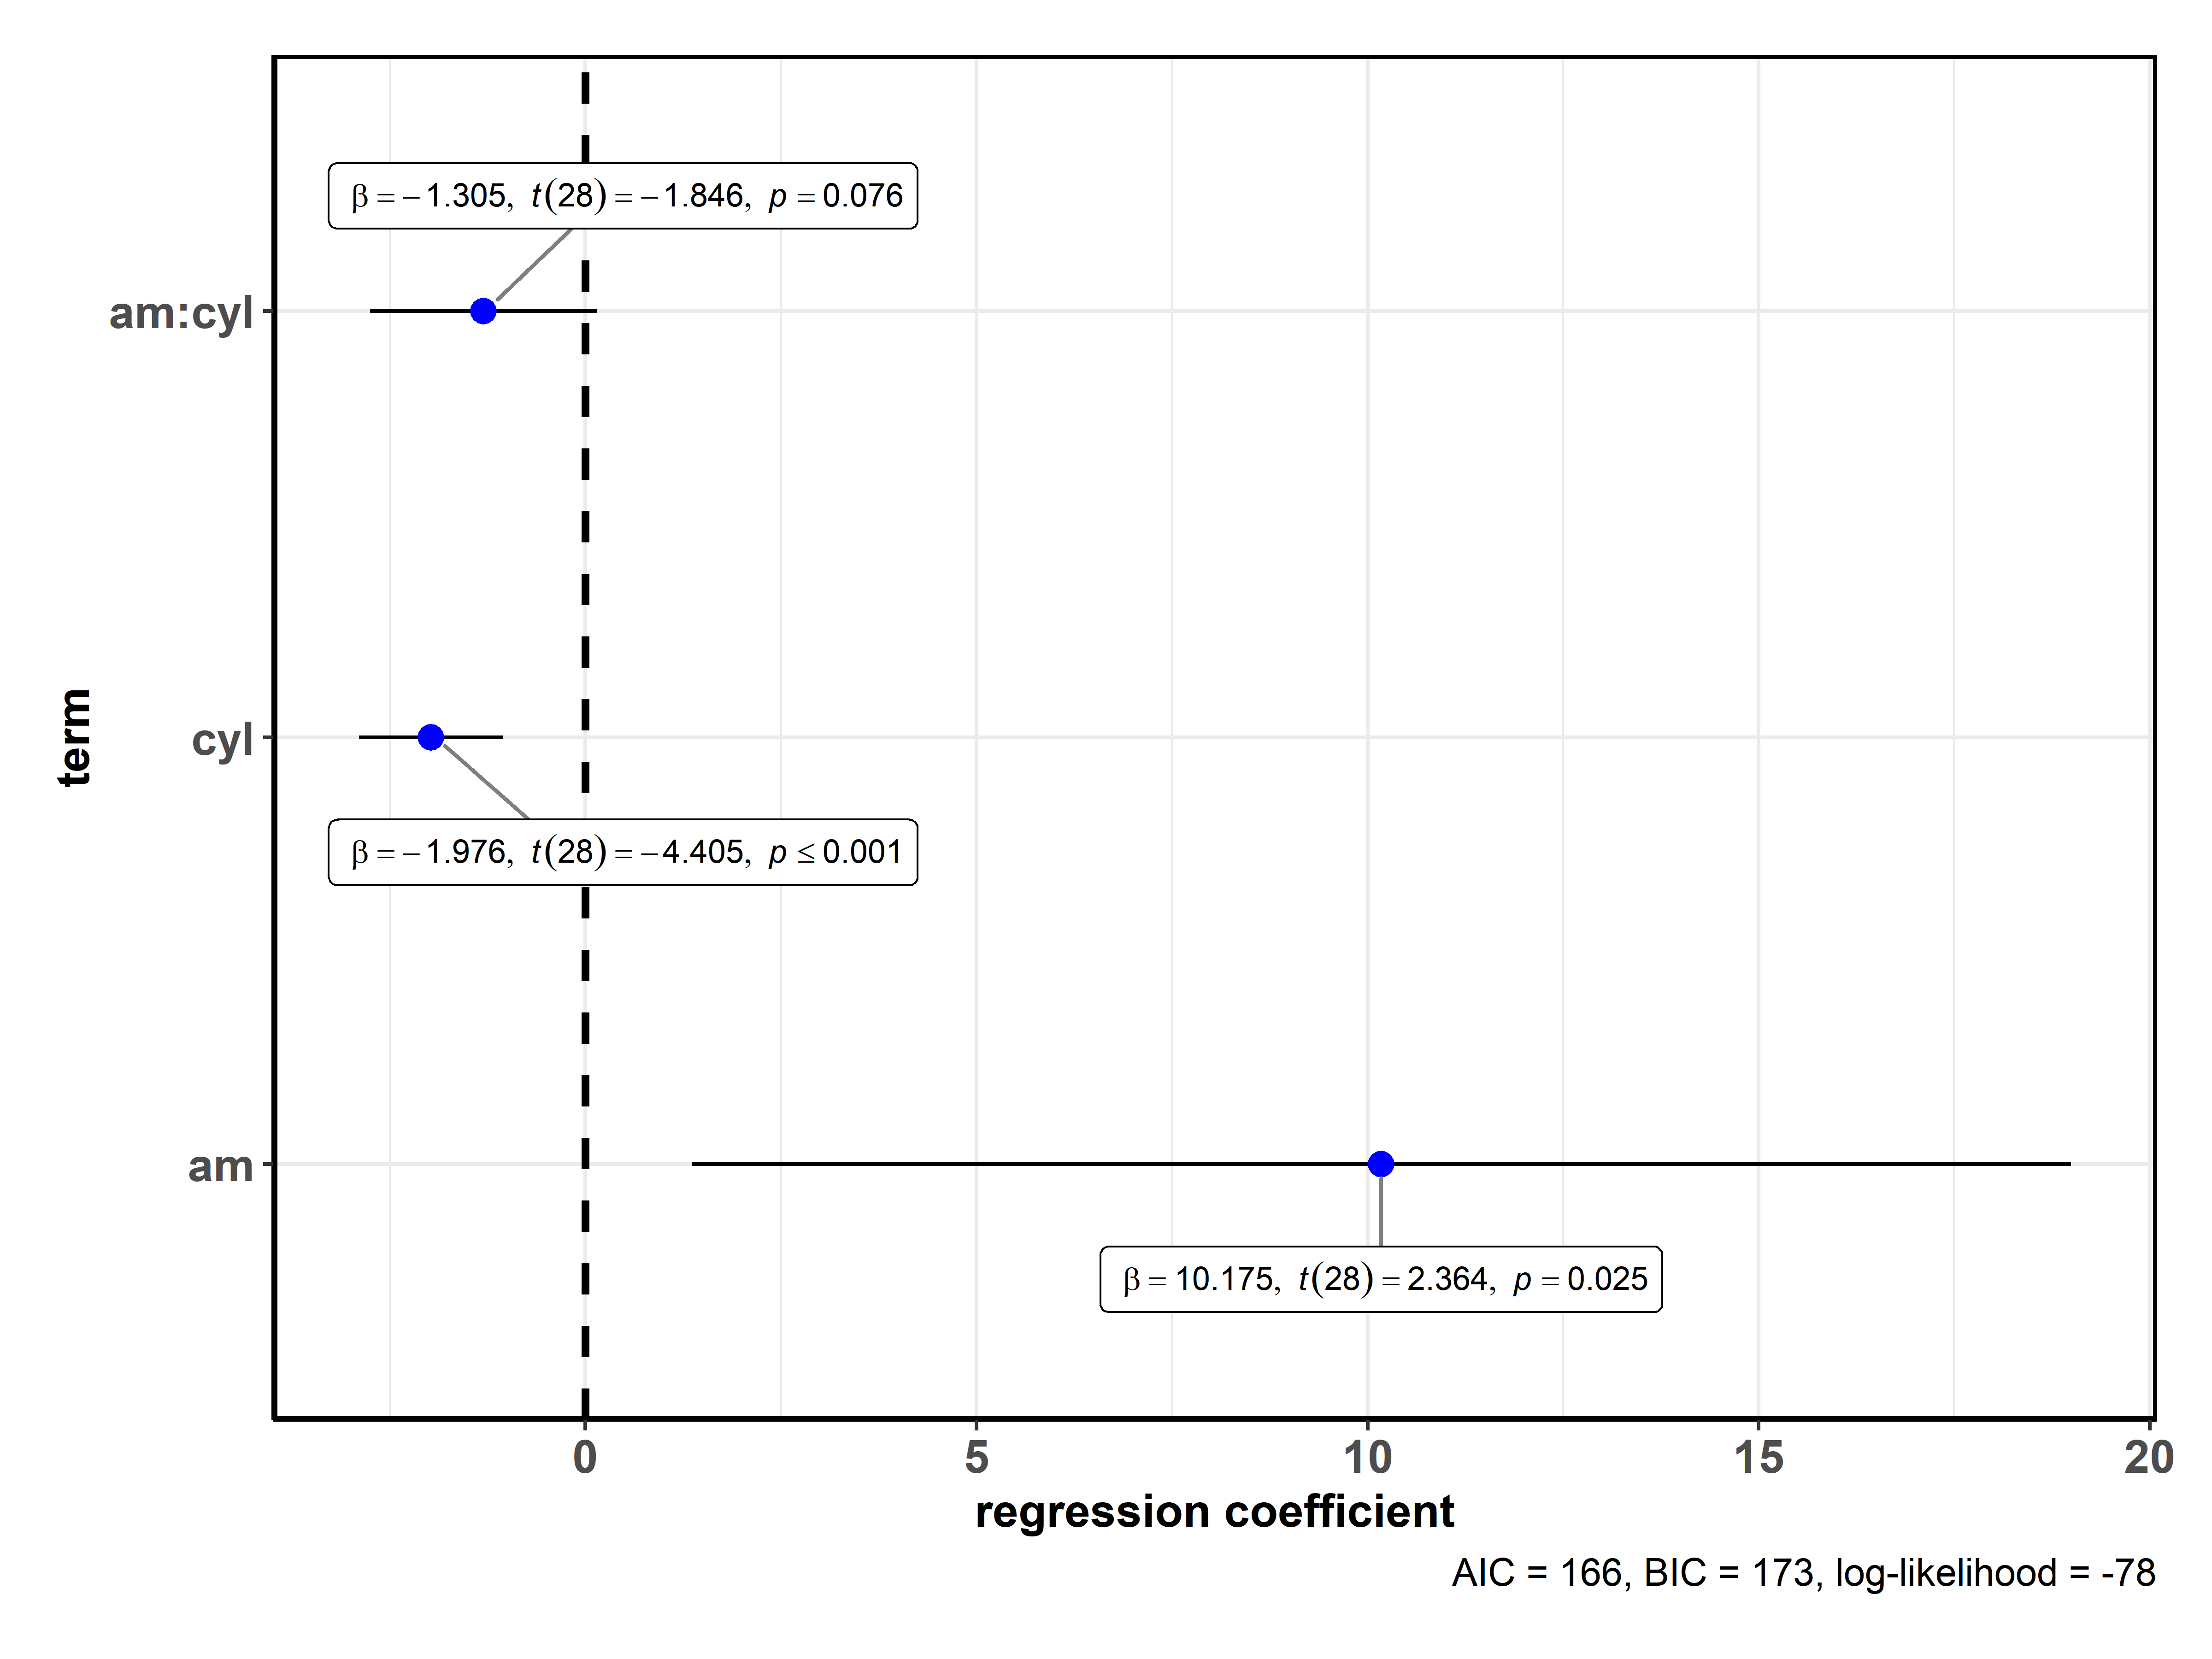 β = −1.305, t(28) = −1.846, p = 0.076
am:cyl
term
cyl
β = −1.976, t(28) = −4.405, p ≤ 0.001
am
β = 10.175, t(28) = 2.364, p = 0.025
0 5 10 15 20
regression coefficient
AIC = 166, BIC = 173, log-likelihood = -78